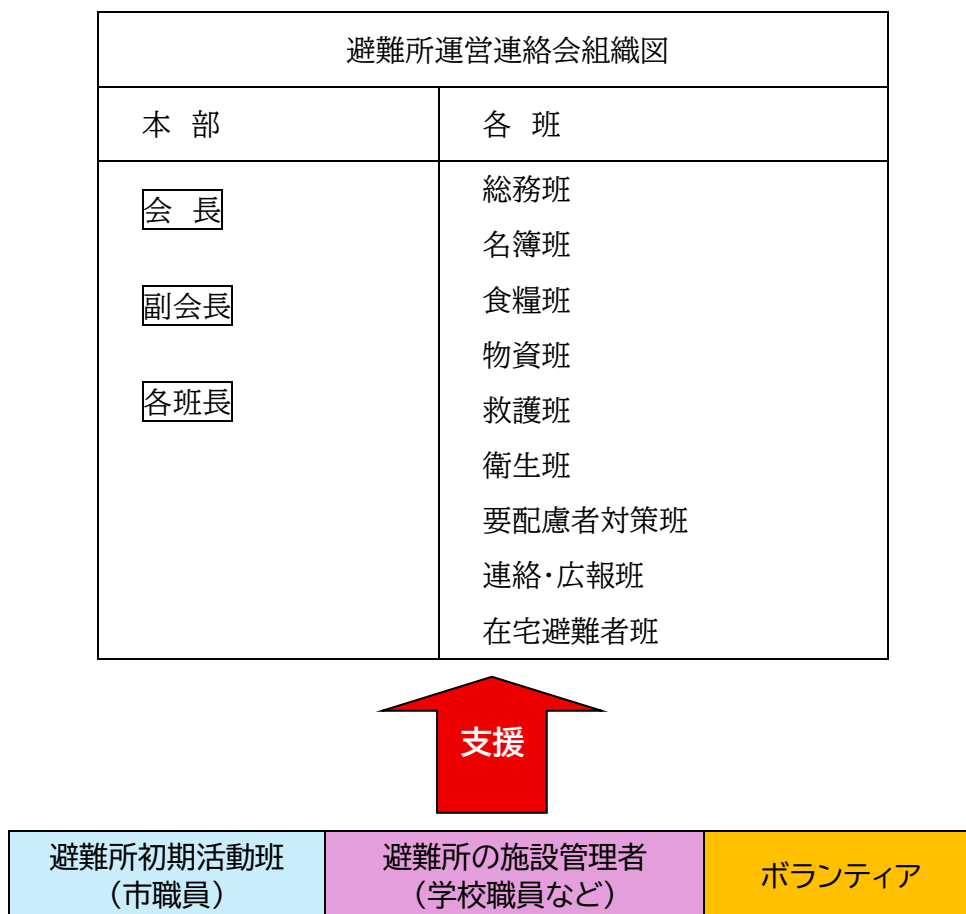 避難所運営連絡会組織図
本 部
各 班
会 長
副会長
各班長
総務班
名簿班
食糧班
物資班
救護班
衛生班
要配慮者対策班
連絡・広報班
在宅避難者班
支援
避難所初期活動班
（市職員）
避難所の施設管理者
（学校職員など）
ボランティア